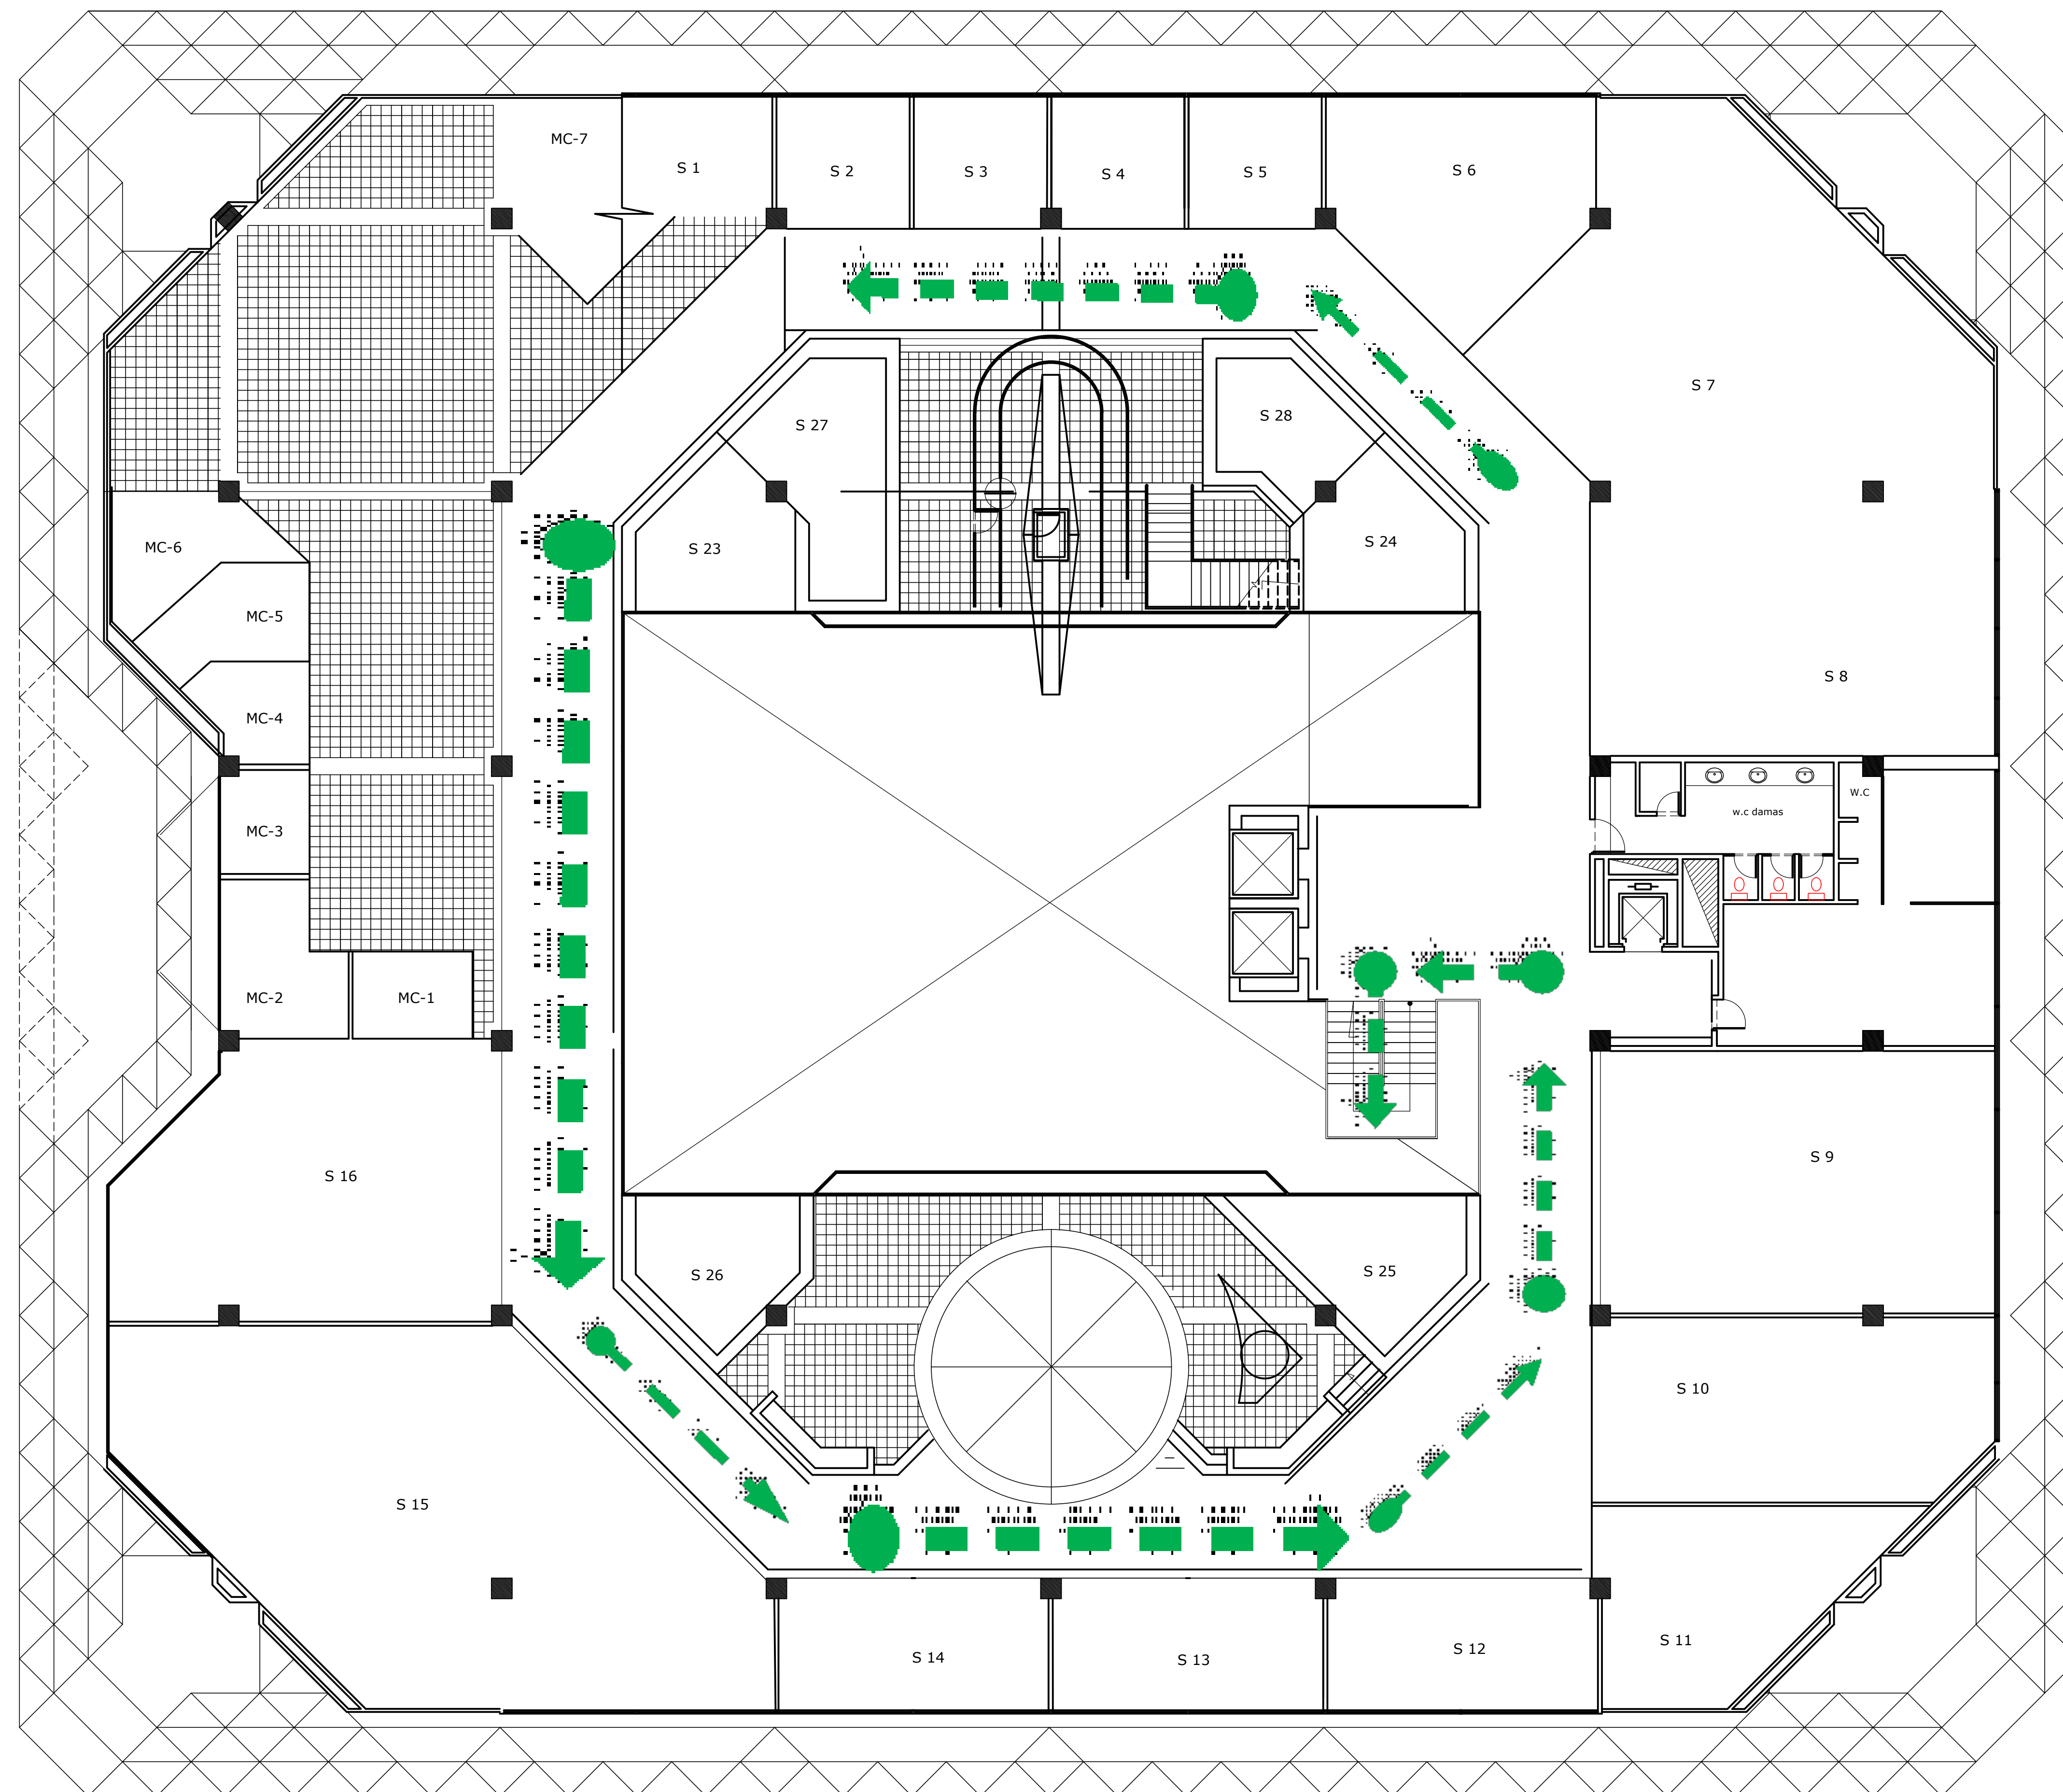 MC-7
S 1
S 2
S 3
S 4
S 5
S 6
S 7
S 27
S 28
S 23
S 24
MC-6
MC-5
MC-4
S 8
W.C
w.c damas
MC-3
MC-2
MC-1
S 9
S 16
S 26
S 25
S 10
S 15
S 11
S 12
S 14
S 13